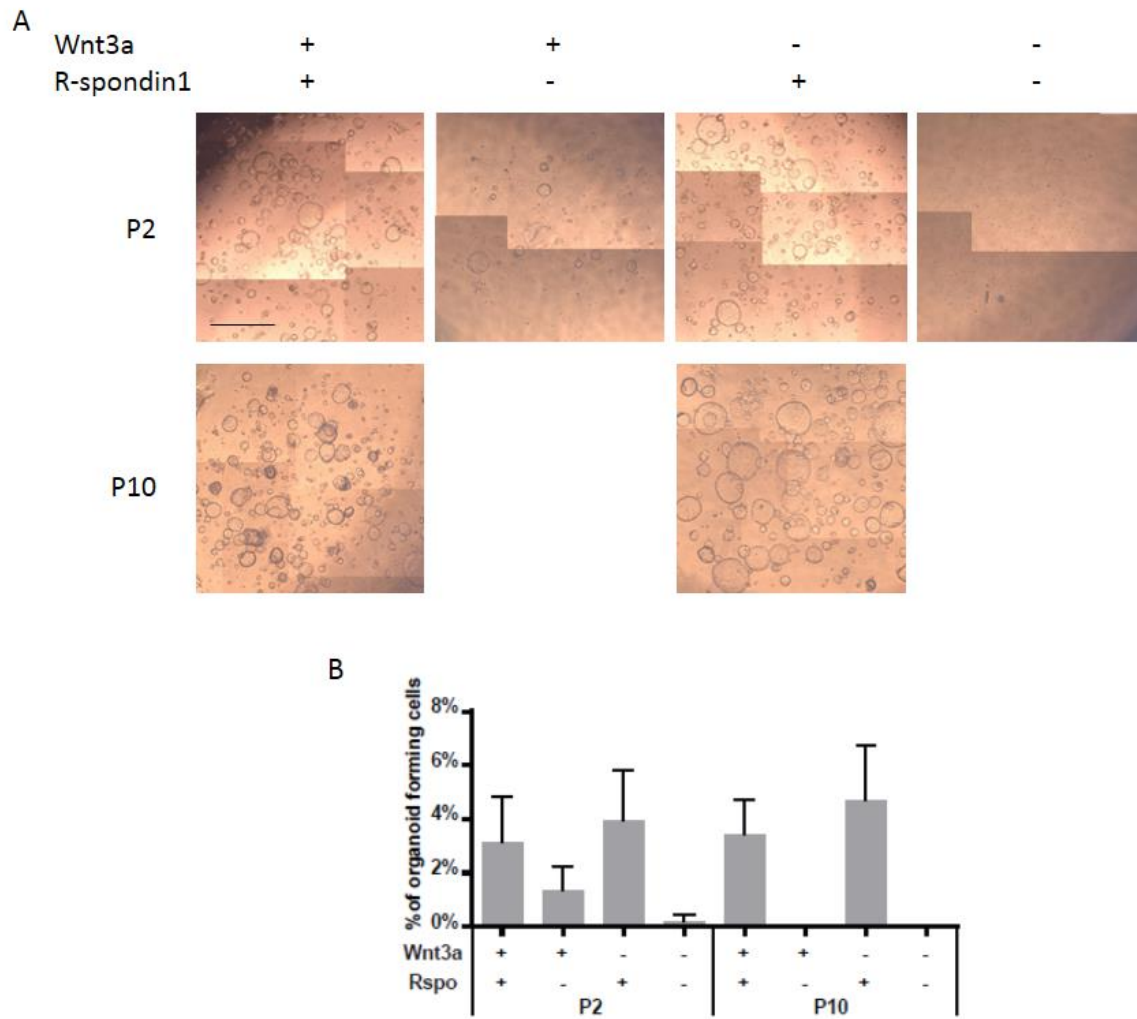 A
Wnt3a + + - -
R-spondin1 + - + -
P2
P10
B
% of organoid forming cells
8%
6%
4%
2%
0%
Wnt3a + + - - + + - -
Rspo + - + - + - + -
P2 P10